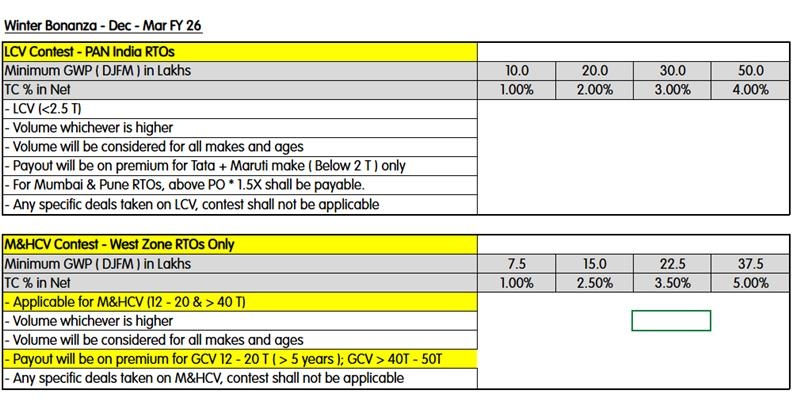 Winter Bonanza - Dec - Mar FY 26
LCV Contest - PAN India RTOs
Minimum GWP ( DJFM ) in Lakhs 10.0 20.0 30.0 50.0
TC % in Net 1.00% 2.00% 3.00% 4.00%
- LCV (<2.5 T)
- Volume whichever is higher
- Volume will be considered for all makes and ages
- Payout will be on premium for Tata + Maruti make ( Below 2 T ) only
- For Mumbai & Pune RTOs, above PO * 1.5X shall be payable.
- Any specific deals taken on LCV, contest shall not be applicable
M&HCV Contest - West Zone RTOs Only
Minimum GWP ( DJFM ) in Lakhs 7.5 15.0 22.5 37.5
TC % in Net 1.00% 2.50% 3.50% 5.00%
- Applicable for M&HCV (12 - 20 & > 40 T)
- Volume whichever is higher
- Volume will be considered for all makes and ages
- Payout will be on premium for GCV 12 - 20 T ( > 5 years ); GCV > 40T - 50T
- Any specific deals taken on M&HCV, contest shall not be applicable